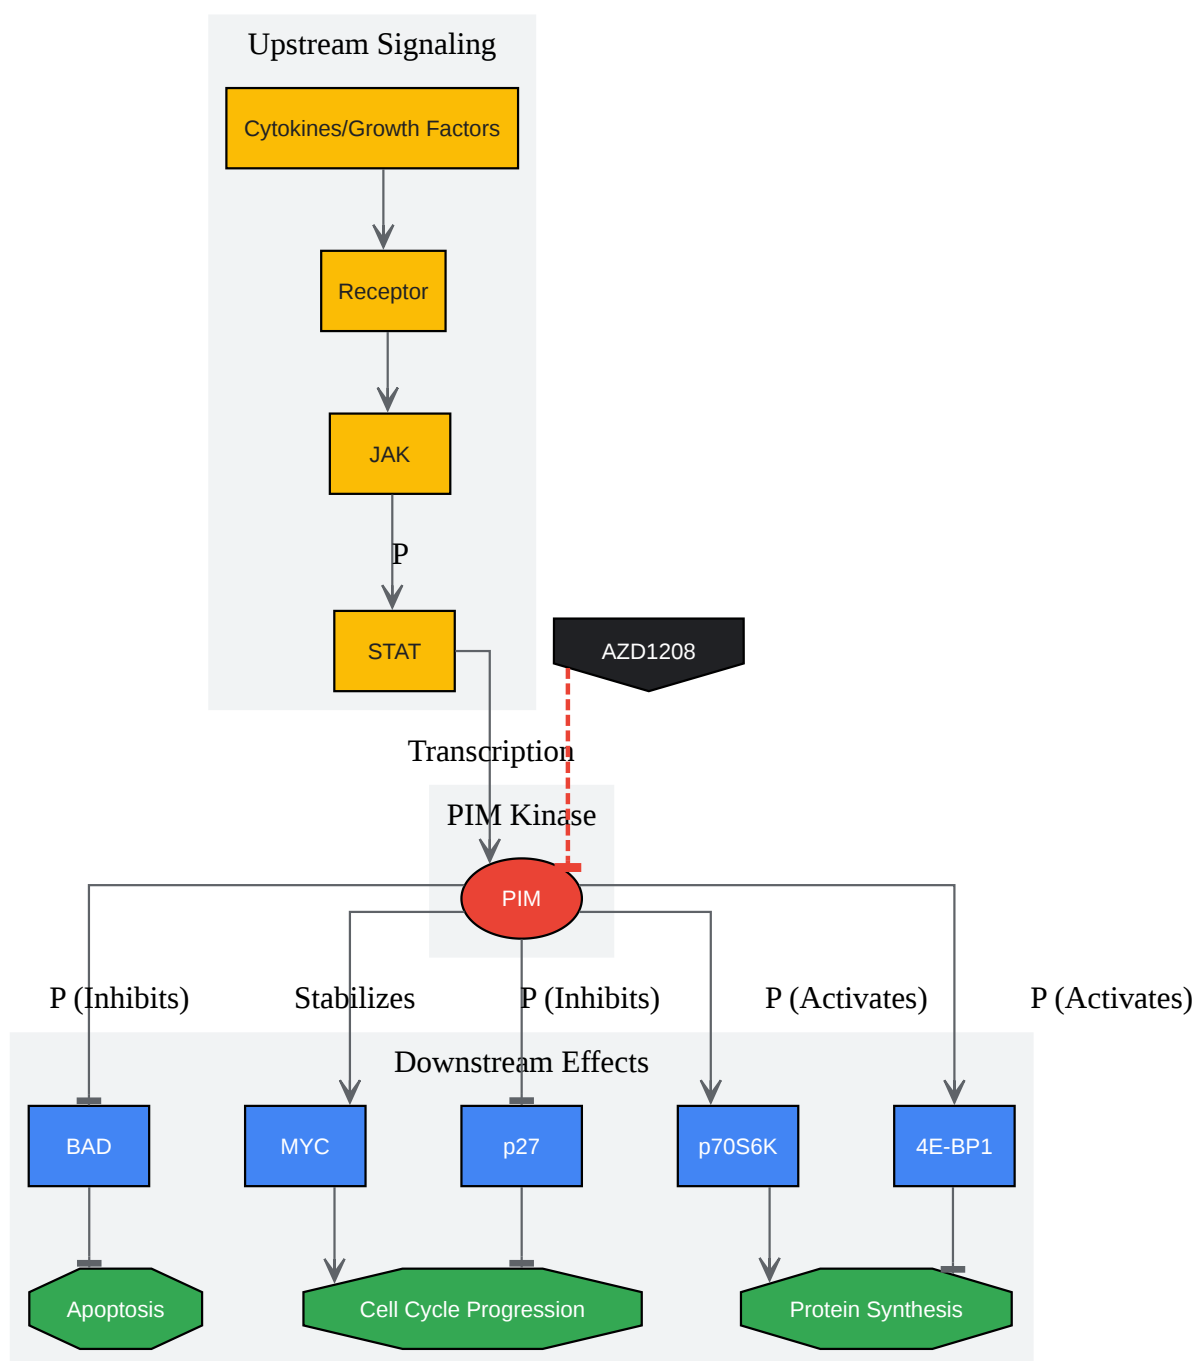 Upstream Signaling
Cytokines/Growth Factors
Receptor
JAK
P
STAT
AZD1208
Transcription
PIM Kinase
PIM
P (Inhibits)
Stabilizes
P (Inhibits)
P (Activates)
P (Activates)
Downstream Effects
BAD
MYC
p27
p70S6K
4E-BP1
Apoptosis
Cell Cycle Progression
Protein Synthesis